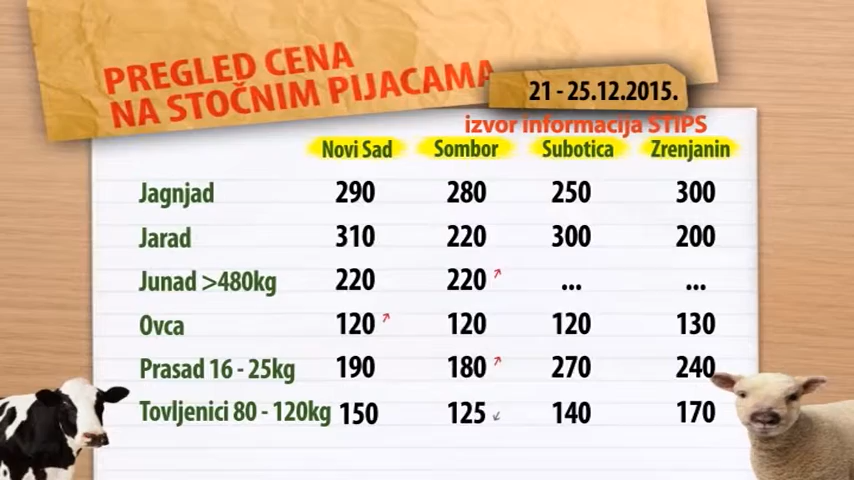 PREGLED CENA
NA STOČNIM PIJACAMA
21 - 25.12.2015.
izvor informacija STIPS
Novi Sad Sombor Subotica Zrenjanin
Jagnjad 290 280 250 300
Jarad 310 220 300 200
Junad >480kg 220 220 ... ...
Ovca 120 120 120 130
Prasad 16 - 25kg 190 180 270 240
Tovljenici 80 - 120kg 150 125 140 170